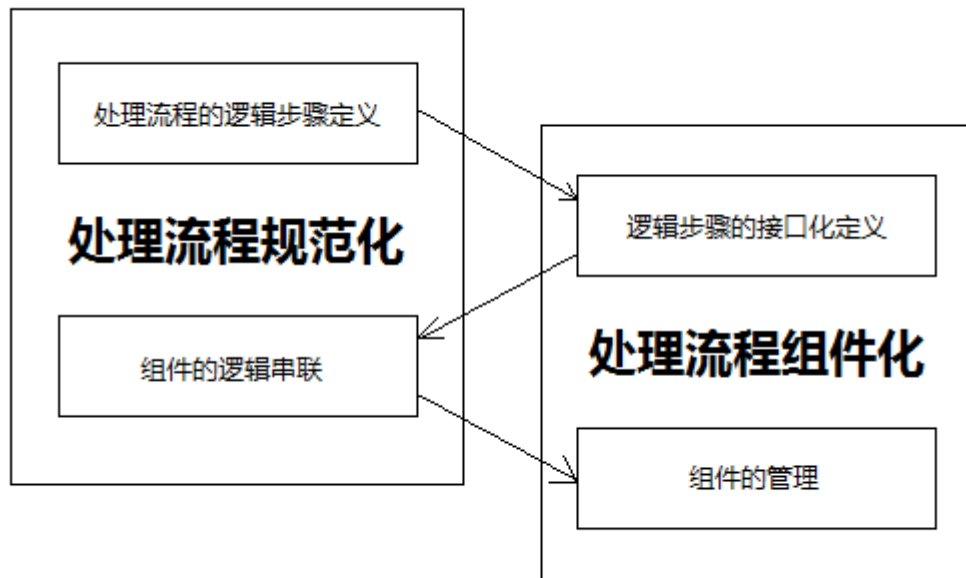 处理流程的逻辑步骤定义
处理流程规范化
组件的逻辑串联
逻辑步骤的接口化定义
处理流程组件化
组件的管理